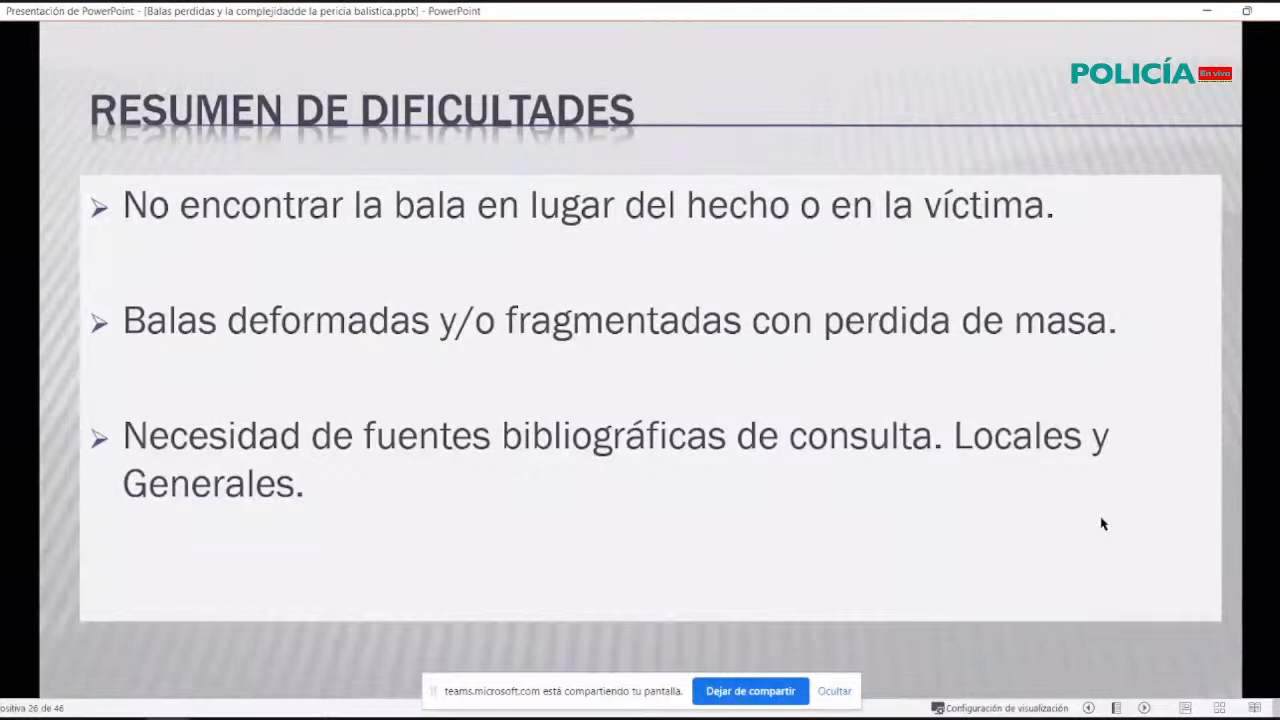 Presentación de PowerPoint - [Balas perdidas y la complejidadde la pericia balistica.pptx] - PowerPoint
POLICÍA En vivo
RESUMEN DE DIFICULTADES
No encontrar la bala en lugar del hecho o en la víctima.
Balas deformadas y/o fragmentadas con perdida de masa.
Necesidad de fuentes bibliográficas de consulta. Locales y
Generales.
teams.microsoft.com está compartiendo tu pantalla. Dejar de compartir Ocultar
ositiva 26 de 46 Configuración de visualización